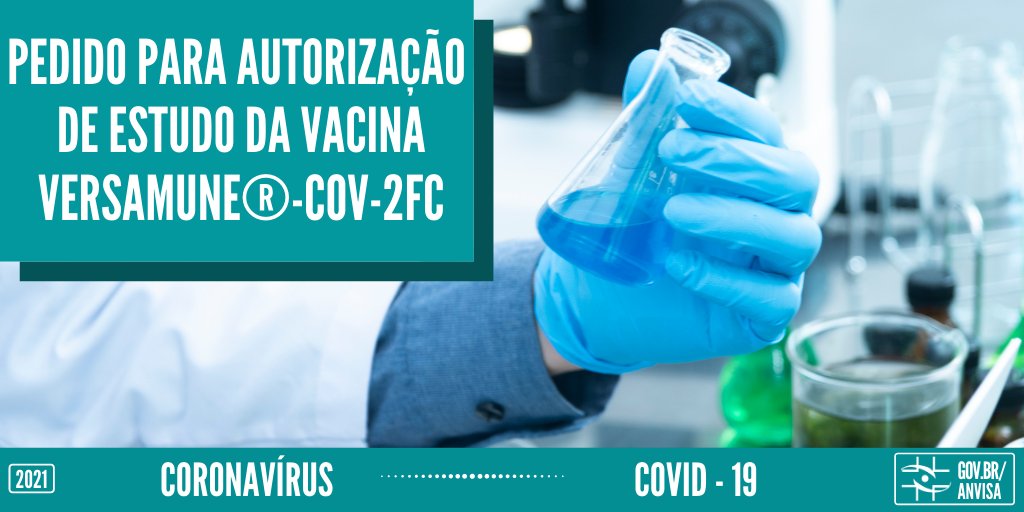 PEDIDO PARA AUTORIZAÇÃO
DE ESTUDO DA VACINA
VERSAMUNE®-COV-2FC
2021
CORONAVÍRUS
COVID - 19
GOV.BR/
ANVISA